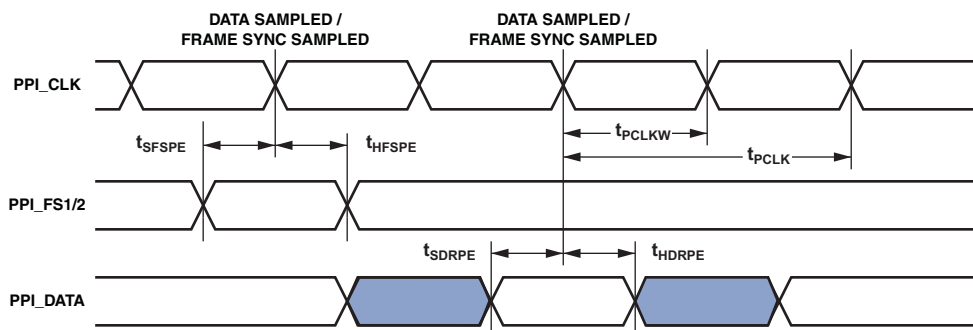 DATA SAMPLED /
FRAME SYNC SAMPLED
DATA SAMPLED /
FRAME SYNC SAMPLED
PPI_CLK
tSFSPE
tHFSPE
tPCLKW
tPCLK
PPI_FS1/2
tSDRPE
tHDRPE
PPI_DATA